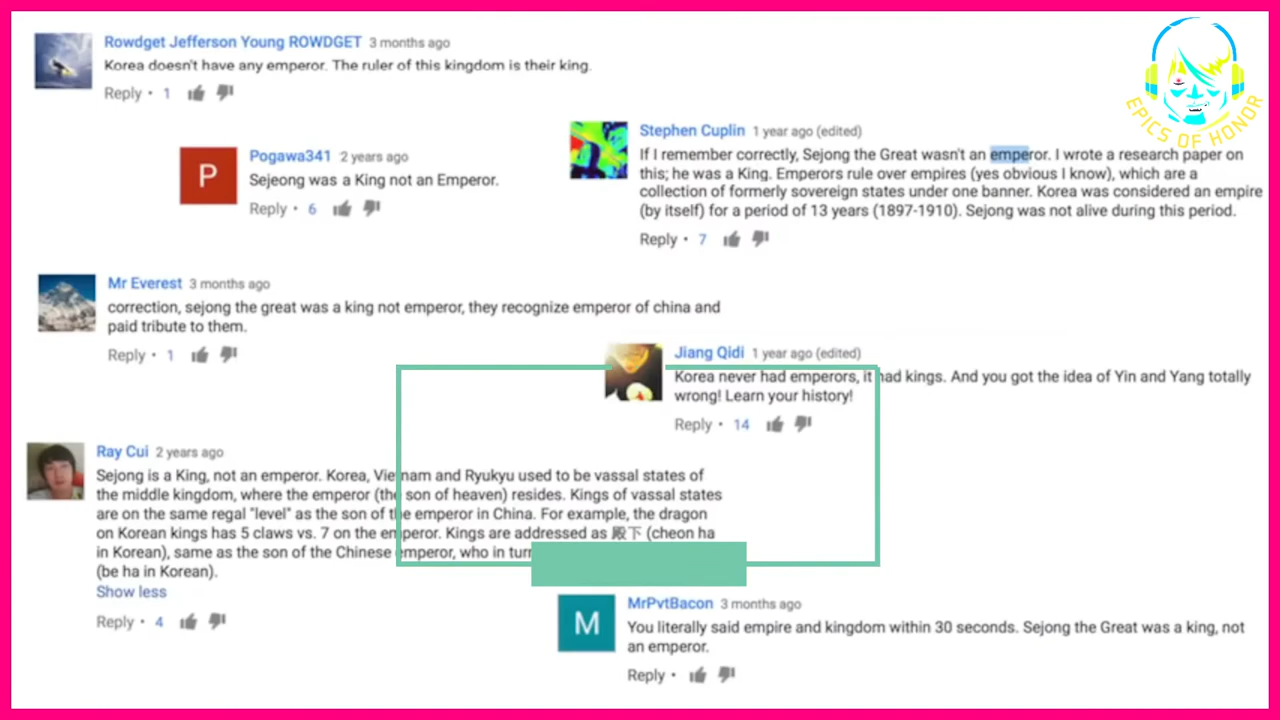 Rowdget Jefferson Young ROWDGET 3 months ago
Korea doesn't have any emperor. The ruler of this kingdom is their king.
Reply • 1
EPICS OF HONOR
Stephen Cuplin 1 year ago (edited)
If I remember correctly, Sejong the Great wasn't an emperor. I wrote a research paper on
this; he was a King. Emperors rule over empires (yes obvious I know), which are a
collection of formerly sovereign states under one banner. Korea was considered an empire
(by itself) for a period of 13 years (1897-1910). Sejong was not alive during this period.
Reply • 7
P
Pogawa341 2 years ago
Sejeong was a King not an Emperor.
Reply • 6
Mr Everest 3 months ago
correction, sejong the great was a king not emperor, they recognize emperor of china and
paid tribute to them.
Reply • 1
Jiang Qidi 1 year ago (edited)
Korea never had emperors, it had kings. And you got the idea of Yin and Yang totally
wrong! Learn your history!
Reply • 14
Ray Cui 2 years ago
Sejong is a King, not an emperor. Korea, Vietnam and Ryukyu used to be vassal states of
the middle kingdom, where the emperor (the son of heaven) resides. Kings of vassal states
are on the same regal "level" as the son of the emperor in China. For example, the dragon
on Korean kings has 5 claws vs. 7 on the emperor. Kings are addressed as 殿下 (cheon ha
in Korean), same as the son of the Chinese emperor, who in turn
(be ha in Korean).
Show less
Reply • 4
M
MrPvtBacon 3 months ago
You literally said empire and kingdom within 30 seconds. Sejong the Great was a king, not
an emperor.
Reply •